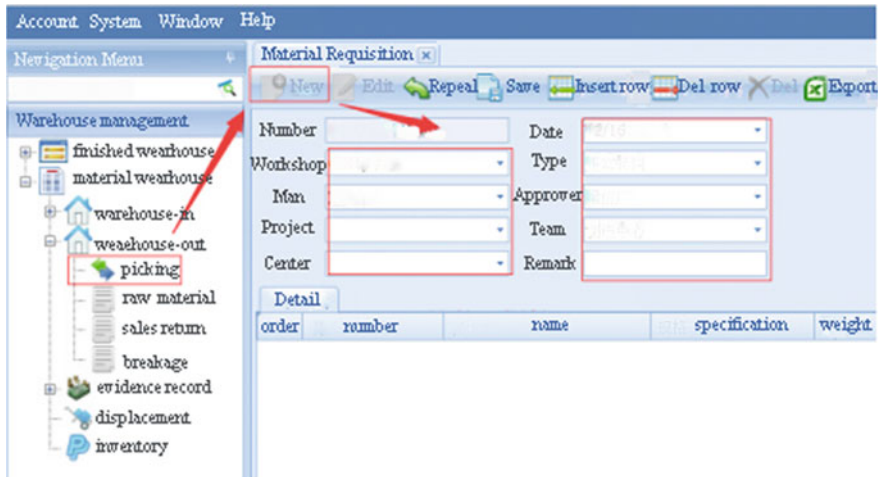 Account System Window Help
Navigation Menu
Material Requisition
New Edit Repeal Save Insert row Del row Del Export
Warehouse management
finished wearhouse
material wearhouse
warehouse-in
weaehouse-out
picking
raw material
sales return
breakage
evidence record
displacement
inventory
Number
Date
Workshop
Type
Man
Approver
Project
Team
Center
Remark
Detail
order number name specification weight